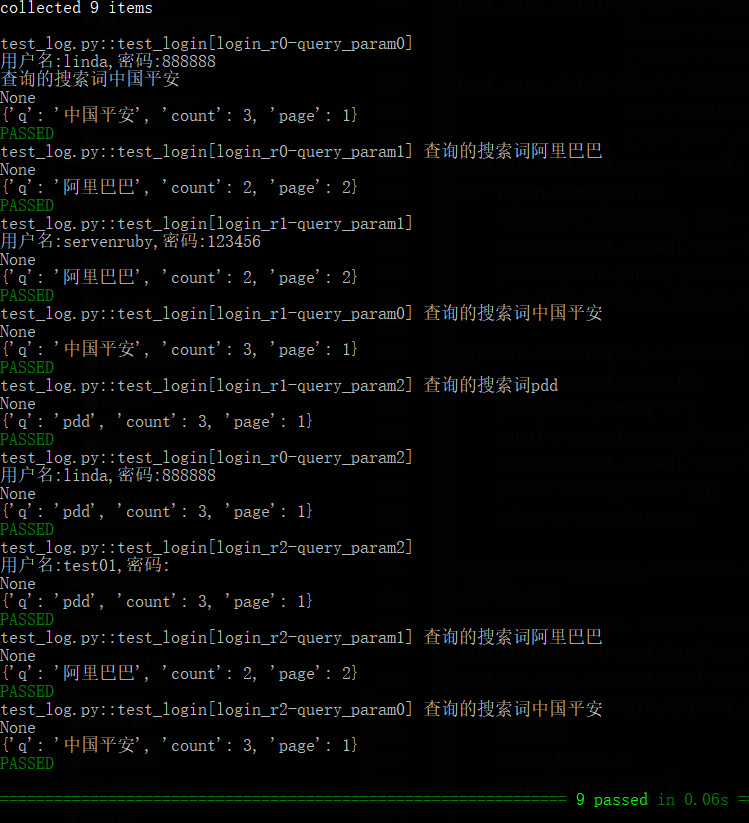 collected 9 items
test_log.py::test_login[login_r0-query_param0]
用户名:linda,密码:888888
查询的搜索词中国平安
None
{'q': '中国平安', 'count': 3, 'page': 1}
PASSED
test_log.py::test_login[login_r0-query_param1] 查询的搜索词阿里巴巴
None
{'q': '阿里巴巴', 'count': 2, 'page': 2}
PASSED
test_log.py::test_login[login_r1-query_param1]
用户名:servenruby,密码:123456
None
{'q': '阿里巴巴', 'count': 2, 'page': 2}
PASSED
test_log.py::test_login[login_r1-query_param0] 查询的搜索词中国平安
None
{'q': '中国平安', 'count': 3, 'page': 1}
PASSED
test_log.py::test_login[login_r1-query_param2] 查询的搜索词pdd
None
{'q': 'pdd', 'count': 3, 'page': 1}
PASSED
test_log.py::test_login[login_r0-query_param2]
用户名:linda,密码:888888
None
{'q': 'pdd', 'count': 3, 'page': 1}
PASSED
test_log.py::test_login[login_r2-query_param2]
用户名:test01,密码:
None
{'q': 'pdd', 'count': 3, 'page': 1}
PASSED
test_log.py::test_login[login_r2-query_param1] 查询的搜索词阿里巴巴
None
{'q': '阿里巴巴', 'count': 2, 'page': 2}
PASSED
test_log.py::test_login[login_r2-query_param0] 查询的搜索词中国平安
None
{'q': '中国平安', 'count': 3, 'page': 1}
PASSED
=============================================================== 9 passed in 0.06s =